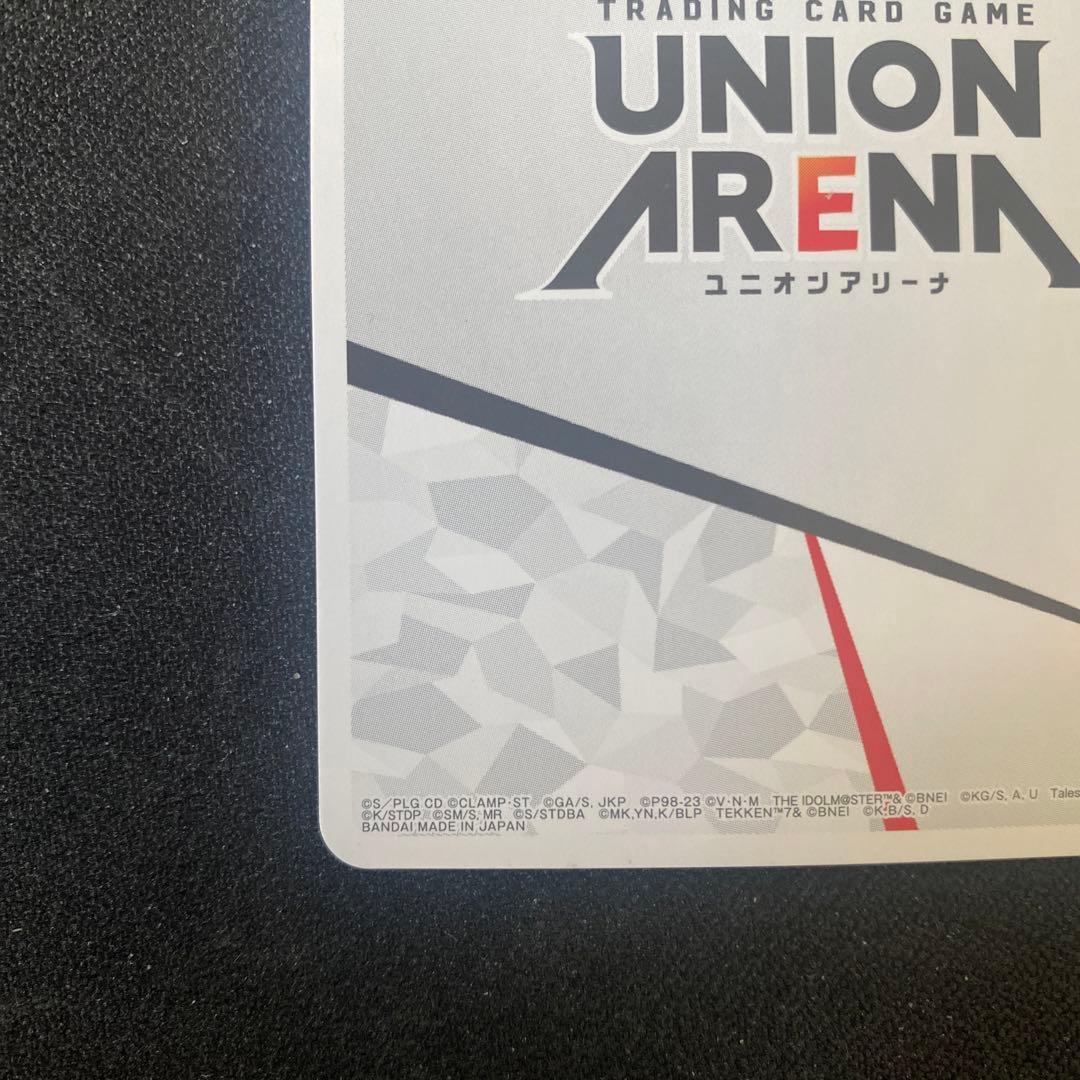 TRADING CARD GAME
UNION
ARENA
ユニオンアリーナ
©S/PLG CD ©CLAMP・ST ©GA/S, JKP ©P98-23 ©V・N・M THE IDOLM@STER™& ©BNEI ©KG/S, A, U Tales
©K/STDP ©SM/S, MR ©S/STDBA ©MK,YN,K/BLP TEKKEN™7& ©BNEI ©K,B/S, D
BANDAI MADE IN JAPAN